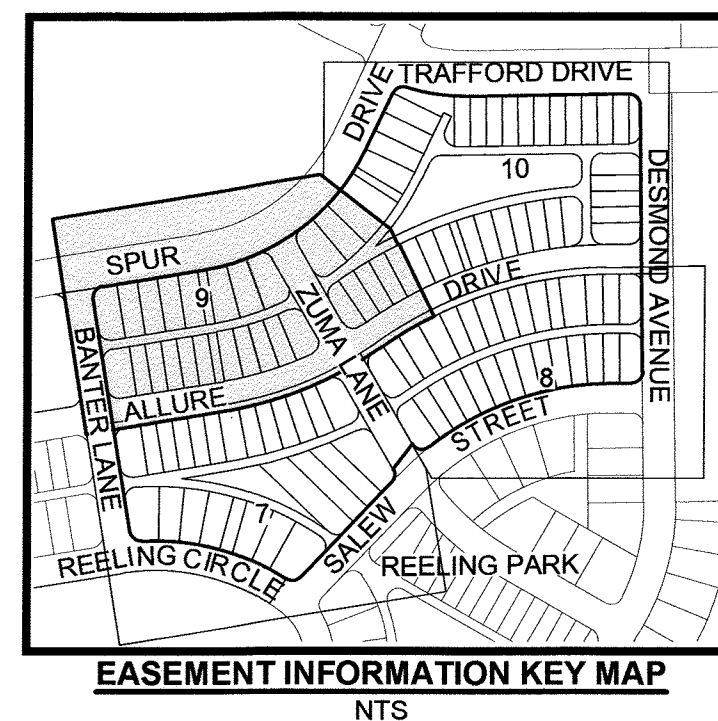 TRAFFORD DRIVE
DRIVE
10
DESMOND AVENUE
SPUR
9
ZUMA LANE
DRIVE
BANTER LANE
ALLURE
8
STREET
7
SALEW
REELING CIRCLE
REELING PARK
EASEMENT INFORMATION KEY MAP
NTS